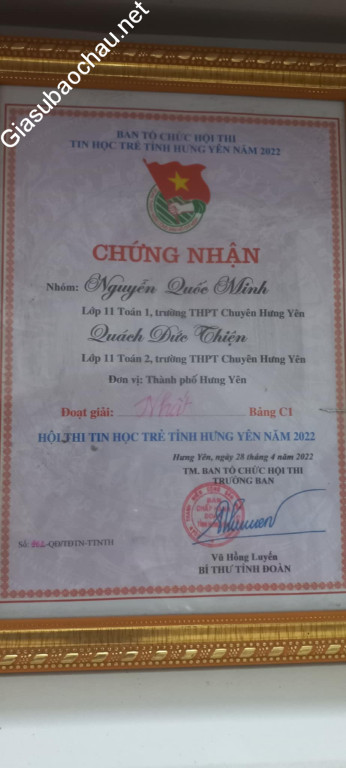 Giasubaochau.net
BAN TỔ CHỨC HỘI THI
TIN HỌC TRẺ TỈNH HƯNG YÊN NĂM 2022
CHỨNG NHẬN
Nhóm: Nguyễn Quốc Minh
Lớp 11 Toán 1, trường THPT Chuyên Hưng Yên
Quách Đức Thiện
Lớp 11 Toán 2, trường THPT Chuyên Hưng Yên
Đơn vị: Thành phố Hưng Yên
Đoạt giải: Nhất Bảng C1
HỘI THI TIN HỌC TRẺ TỈNH HƯNG YÊN NĂM 2022
Hưng Yên, ngày 28 tháng 4 năm 2022
TM. BAN TỔ CHỨC HỘI THI
TRƯỞNG BAN
Số: -QĐ/TĐTN-TTNTH
Vũ Hồng Luyến
BÍ THƯ TỈNH ĐOÀN